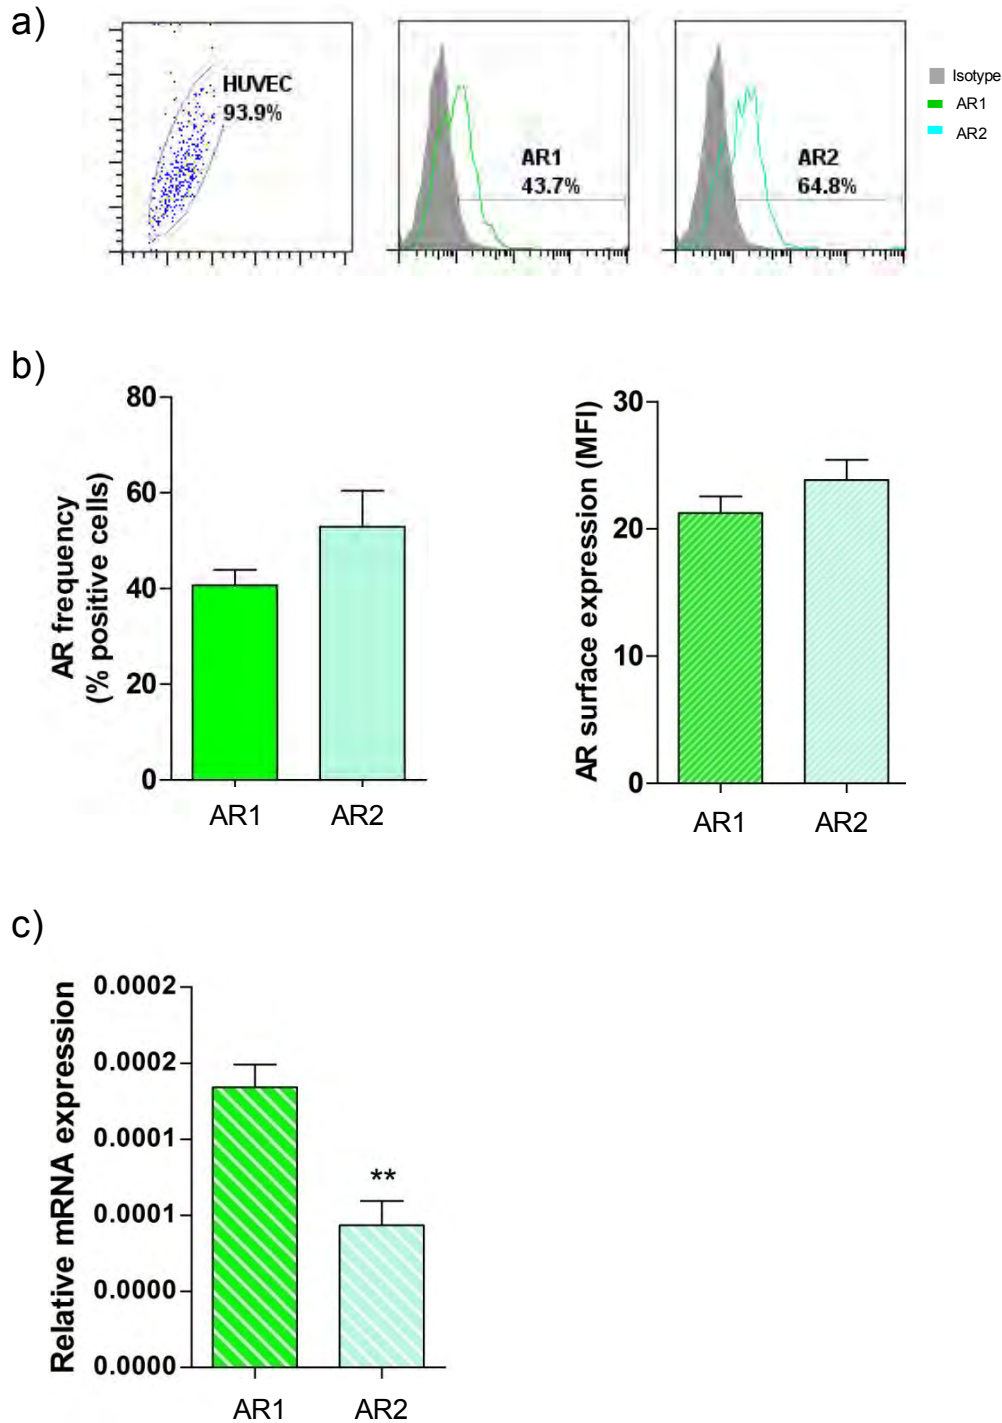 a)
HUVEC
93.9%
AR1
43.7%
AR2
64.8%
Isotype
AR1
AR2
b)
AR frequency
(% positive cells)
80
60
40
20
0
AR1 AR2
AR surface expression (MFI)
30
20
10
0
AR1 AR2
c)
Relative mRNA expression
0.0002
0.0002
0.0001
0.0001
0.0000
0.0000
**
AR1 AR2